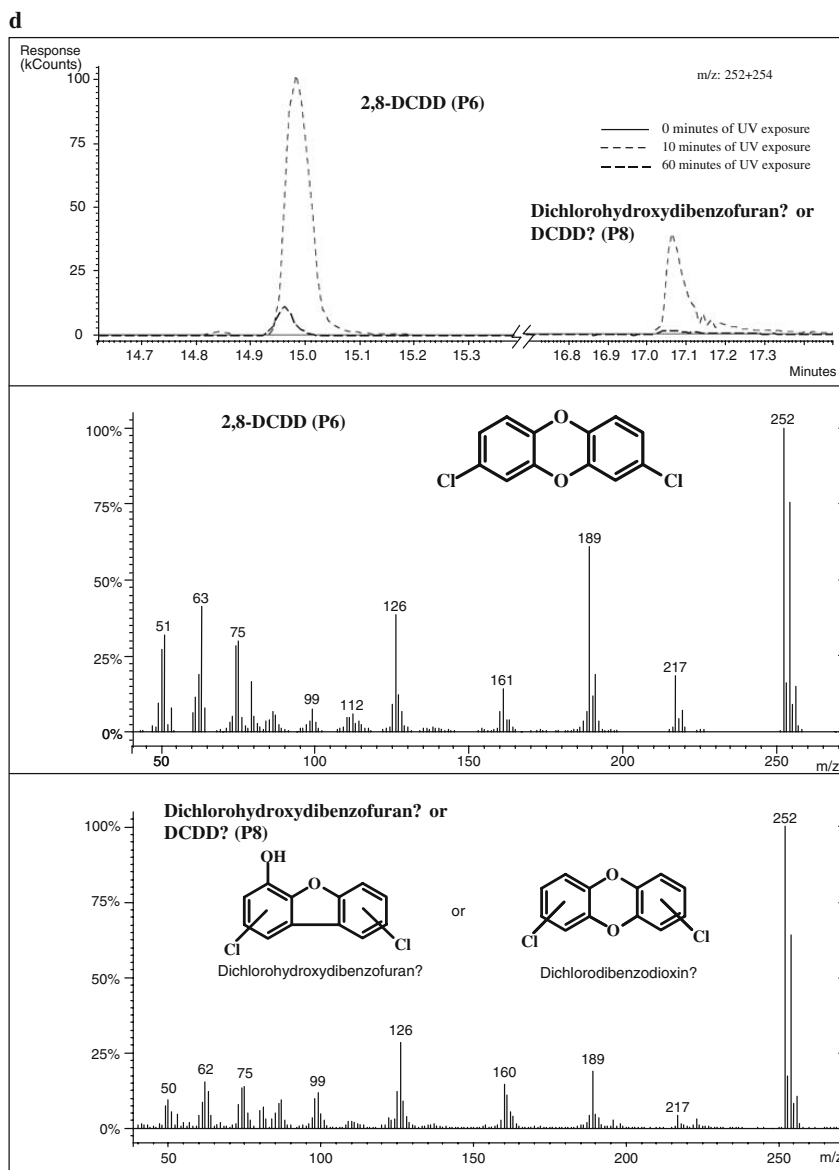 d
Response
(kCounts)
m/z: 252+254
100
2,8-DCDD (P6)
0 minutes of UV exposure
10 minutes of UV exposure
60 minutes of UV exposure
75
50
Dichlorohydroxydibenzofuran? or
DCDD? (P8)
25
0
14.7 14.8 14.9 15.0 15.1 15.2 15.3 16.8 16.9 17.0 17.1 17.2 17.3
Minutes
2,8-DCDD (P6)
O
Cl O Cl
252
100%
75%
189
50%
63
126
51
75
25%
217
161
99 112
0%
50 100 150 200 250
m/z
Dichlorohydroxydibenzofuran? or
DCDD? (P8)
252
100%
OH
O
Cl Cl
Dichlorohydroxydibenzofuran?
or
O
Cl O Cl
Dichlorodibenzodioxin?
75%
50%
126
25%
62
189
50 75 99
160
217
0%
50 100 150 200 250
m/z